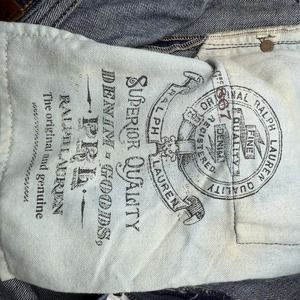 ORIGINAL RALPH LAUREN QUALITY
FINE
QUALITY
DENIM
REGISTERED
RALPH LAUREN
SUPERIOR QUALITY
DENIM-GOODS,
P.R.L.
RALPH LAUREN
The original and genuine